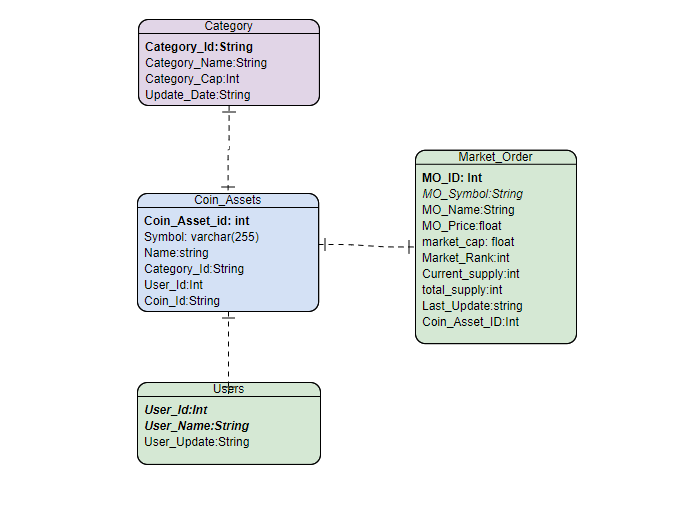 Category
Category_Id:String
Category_Name:String
Category_Cap:Int
Update_Date:String
Market_Order
MO_ID: Int
MO_Symbol:String
MO_Name:String
MO_Price:float
market_cap: float
Market_Rank:int
Current_supply:int
total_supply:int
Last_Update:string
Coin_Asset_ID:Int
Coin_Assets
Coin_Asset_id: int
Symbol: varchar(255)
Name:string
Category_Id:String
User_Id:Int
Coin_Id:String
Users
User_Id:Int
User_Name:String
User_Update:String